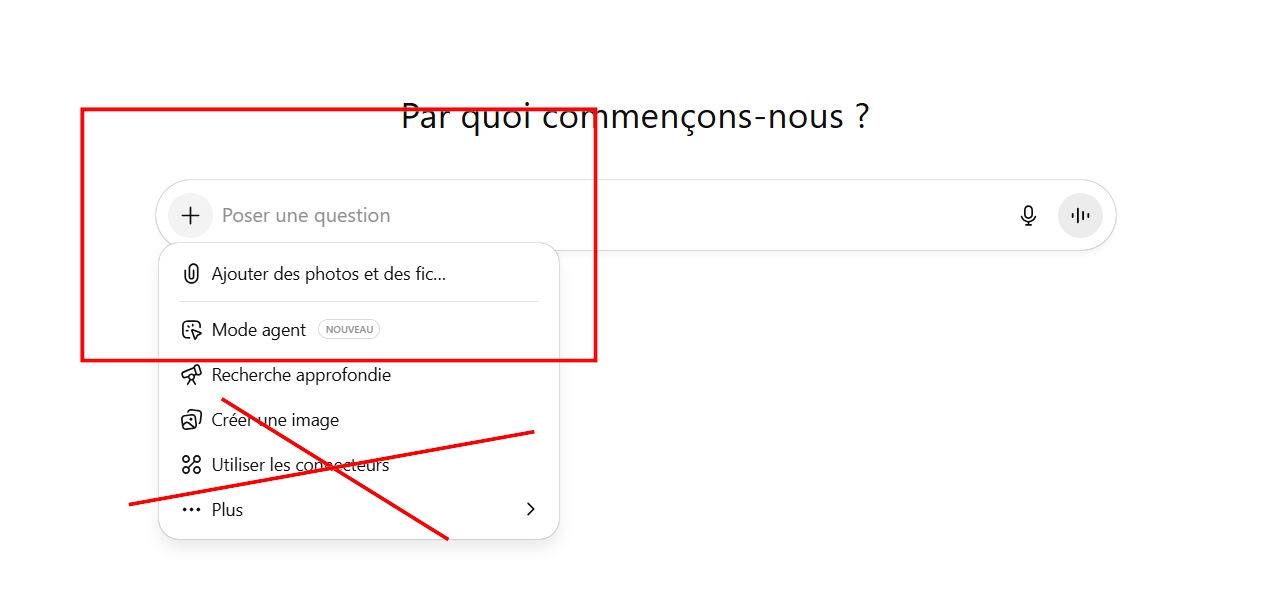 Par quoi commençons-nous ?
Poser une question
Ajouter des photos et des fic...
Mode agent NOUVEAU
Recherche approfondie
Créer une image
Utiliser les connecteurs
Plus